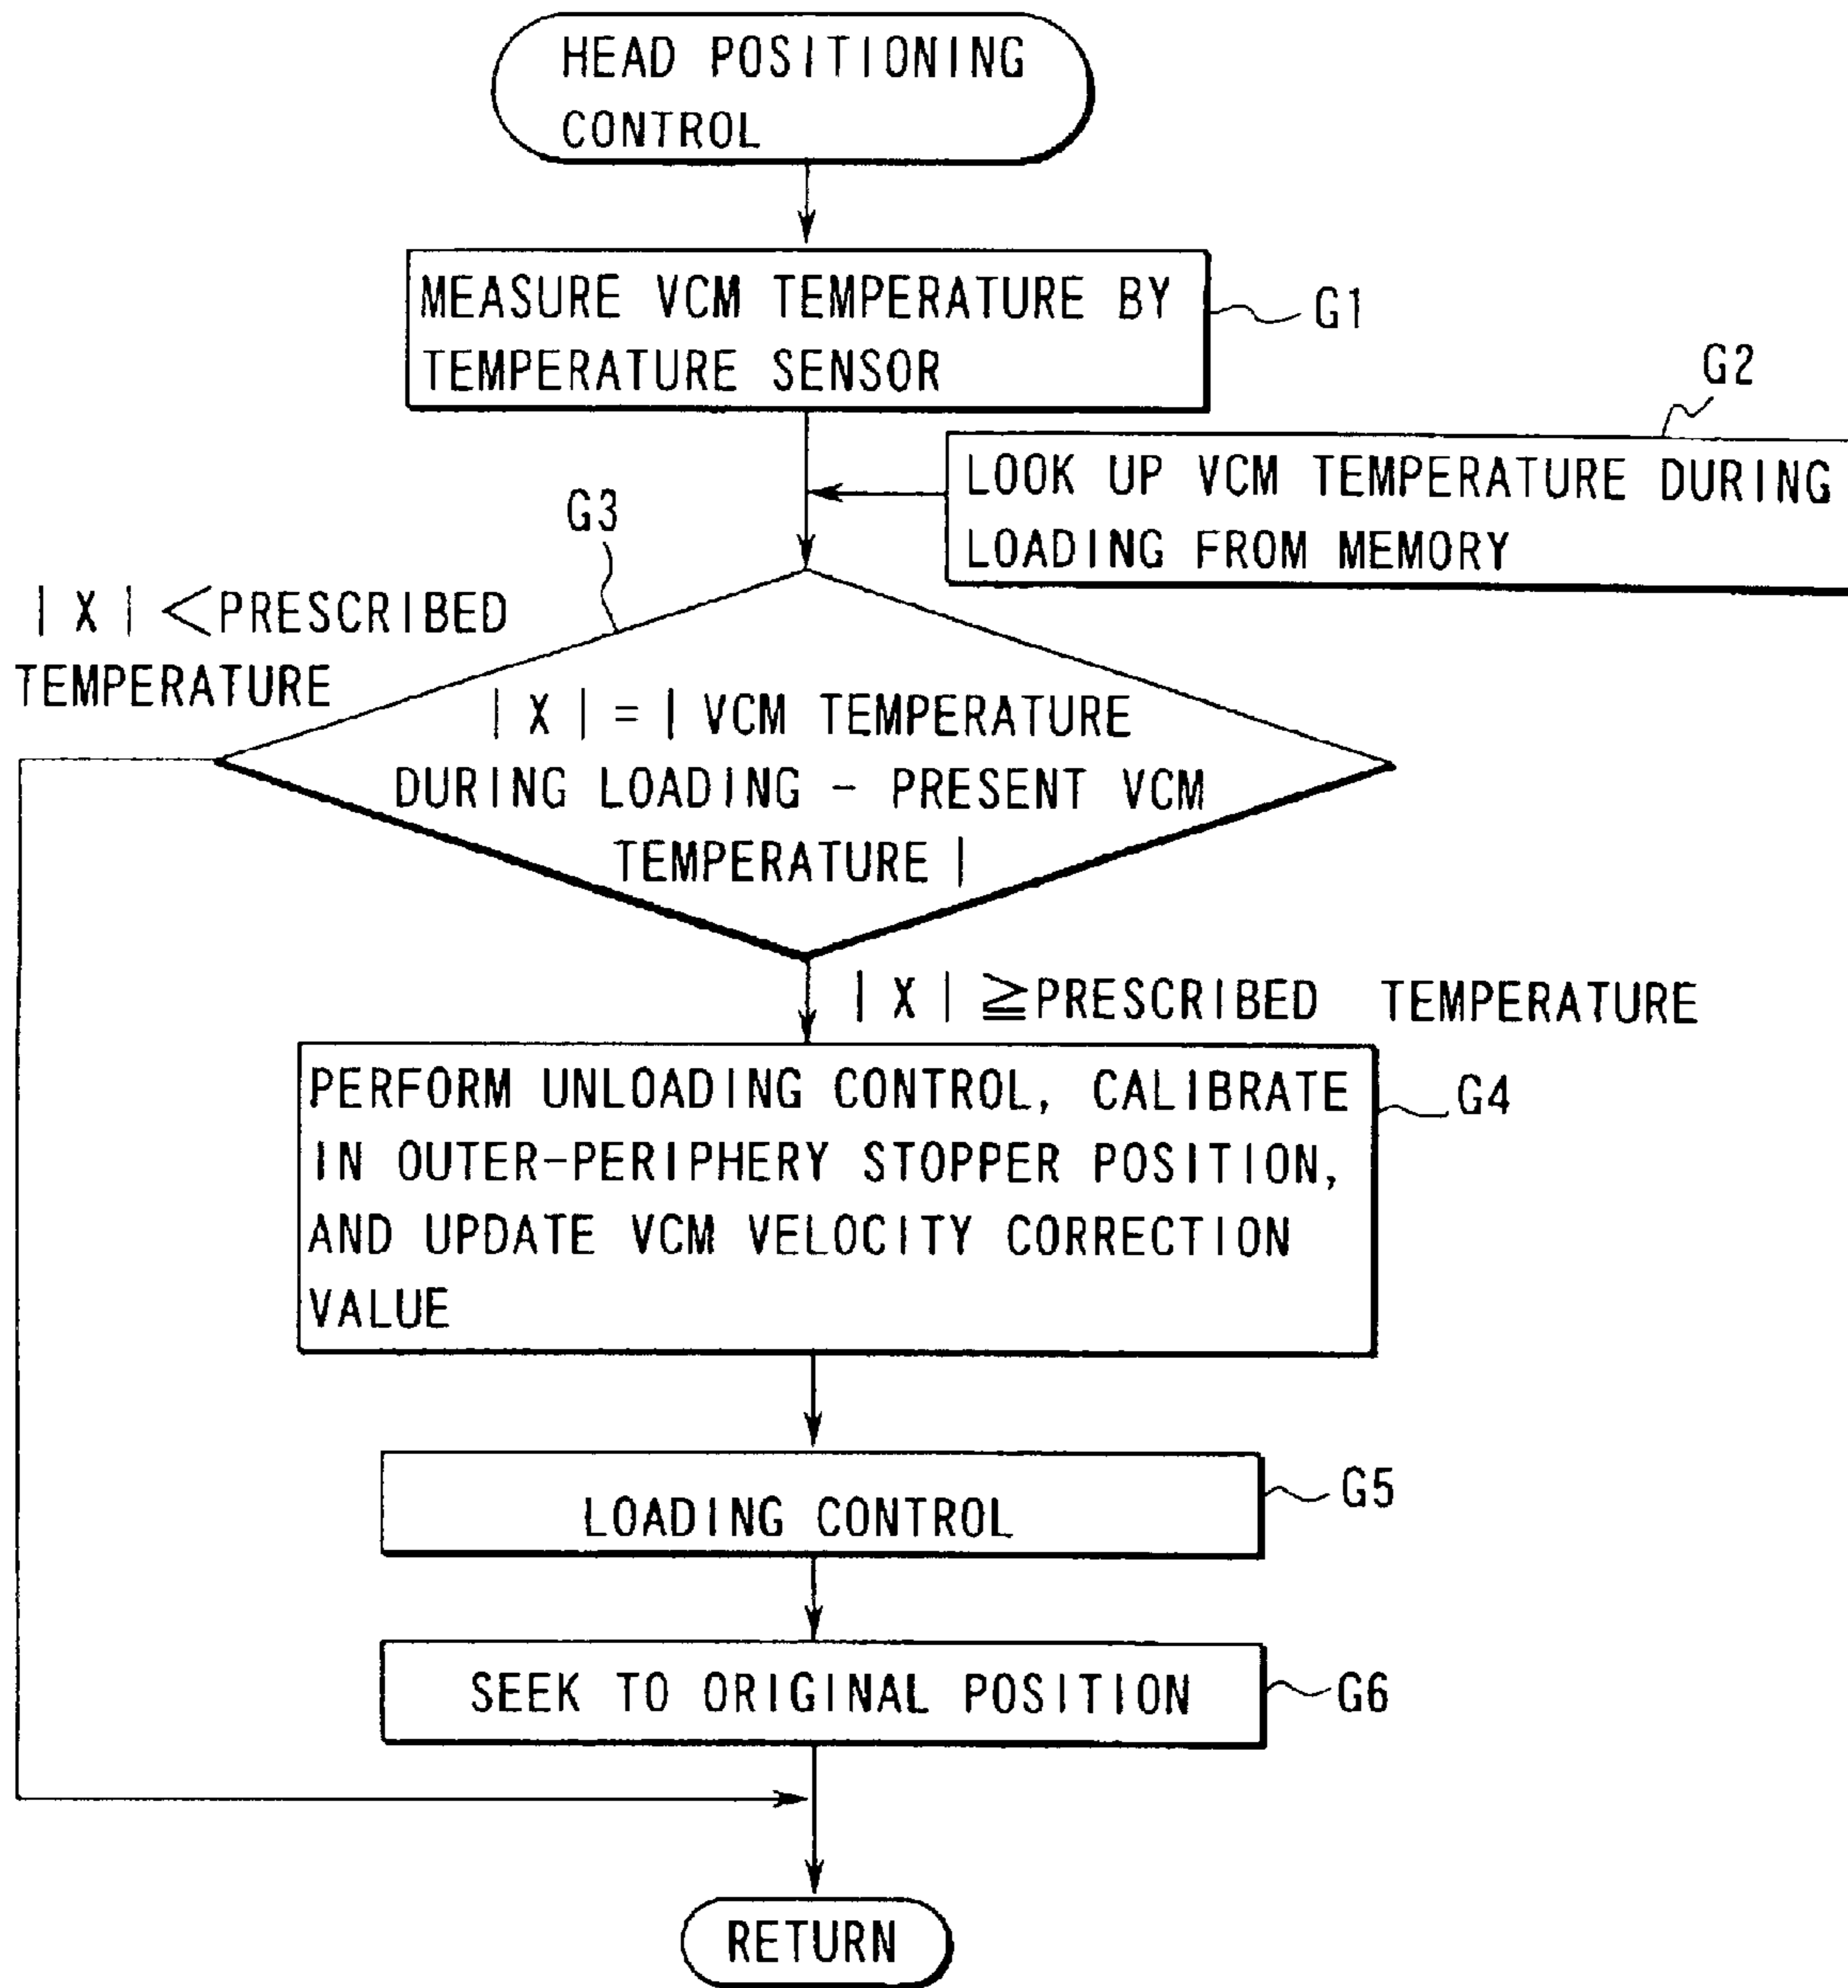 HEAD POSITIONING
CONTROL
MEASURE VCM TEMPERATURE BY
TEMPERATURE SENSOR
G1
G2
LOOK UP VCM TEMPERATURE DURING
LOADING FROM MEMORY
G3
| X | <PRESCRIBED
TEMPERATURE
| X | = | VCM TEMPERATURE
DURING LOADING - PRESENT VCM
TEMPERATURE |
| X | ≧PRESCRIBED TEMPERATURE
PERFORM UNLOADING CONTROL, CALIBRATE
IN OUTER-PERIPHERY STOPPER POSITION,
AND UPDATE VCM VELOCITY CORRECTION
VALUE
G4
LOADING CONTROL
G5
SEEK TO ORIGINAL POSITION
G6
RETURN